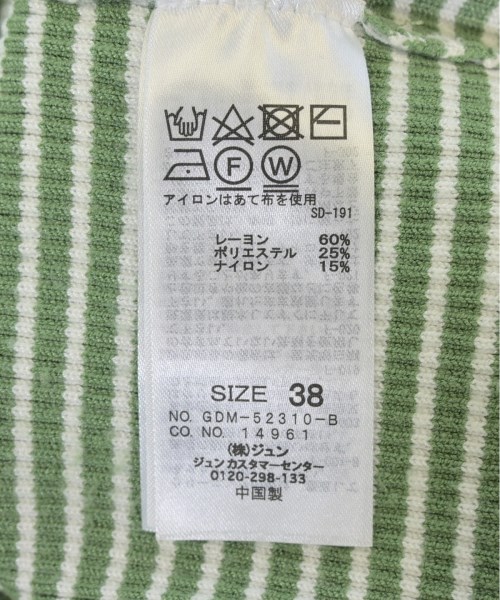 F
W
アイロンはあて布を使用
SD-191
レーヨン 60%
ポリエステル 25%
ナイロン 15%
SIZE 38
NO. GDM-52310-B
CO. NO. 14961
(株)ジュン
ジュン カスタマーセンター
0120-298-133
中国製